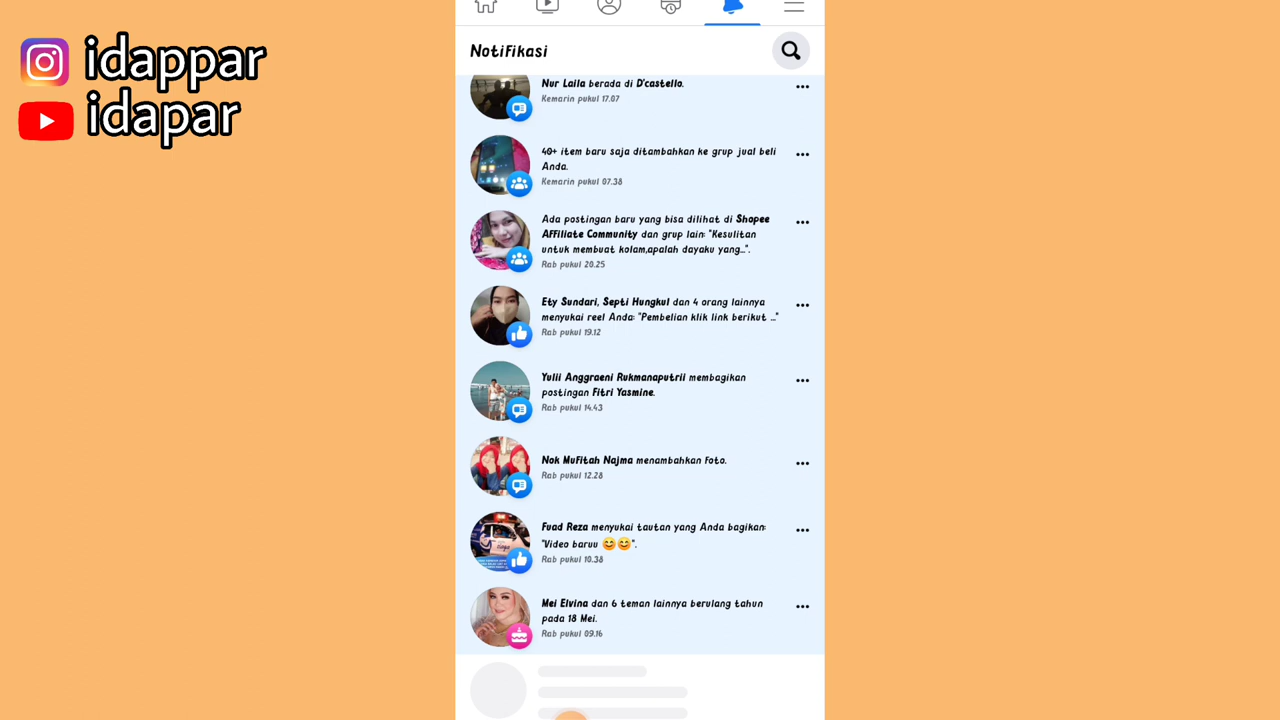 idappar
idapar
Notifikasi
Nur Laila berada di D'castello.
Kemarin pukul 17.07
40+ item baru saja ditambahkan ke grup jual beli
Anda.
Kemarin pukul 07.38
Ada postingan baru yang bisa dilihat di Shopee
Affiliate Community dan grup lain: "Kesulitan
untuk membuat kolam,apalah dayaku yang...".
Rab pukul 20.25
Ety Sundari, Septi Hungkul dan 4 orang lainnya
menyukai reel Anda: "Pembelian klik link berikut ..."
Rab pukul 19.12
Yulii Anggraeni Rukmanaputrii membagikan
postingan Fitri Yasmine.
Rab pukul 14.43
Nok Mufitah Najma menambahkan foto.
Rab pukul 12.28
Fuad Reza menyukai tautan yang Anda bagikan:
"Video baruu 😊😊".
Rab pukul 10.38
Mei Elvina dan 6 teman lainnya berulang tahun
pada 18 Mei.
Rab pukul 09.16